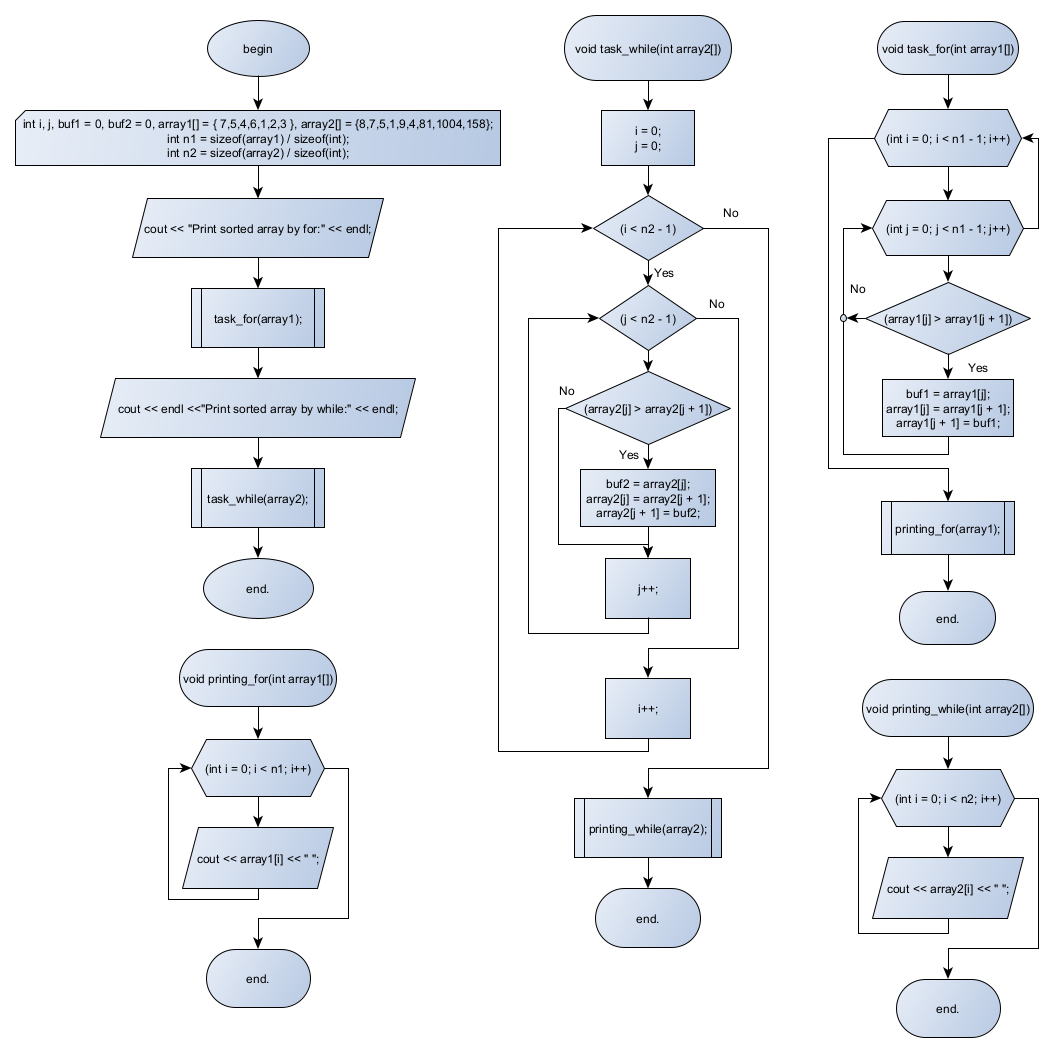 begin
int i, j, buf1 = 0, buf2 = 0, array1[] = { 7,5,4,6,1,2,3 }, array2[] = {8,7,5,1,9,4,81,1004,158};
int n1 = sizeof(array1) / sizeof(int);
int n2 = sizeof(array2) / sizeof(int);
cout << "Print sorted array by for:" << endl;
task_for(array1);
cout << endl <<"Print sorted array by while:" << endl;
task_while(array2);
end.
void printing_for(int array1[])
(int i = 0; i < n1; i++)
cout << array1[i] << " ";
end.
void task_while(int array2[])
i = 0;
j = 0;
(i < n2 - 1)
No
Yes
(j < n2 - 1)
No
(array2[j] > array2[j + 1])
No
Yes
buf2 = array2[j];
array2[j] = array2[j + 1];
array2[j + 1] = buf2;
j++;
i++;
printing_while(array2);
end.
void task_for(int array1[])
(int i = 0; i < n1 - 1; i++)
(int j = 0; j < n1 - 1; j++)
No
(array1[j] > array1[j + 1])
Yes
buf1 = array1[j];
array1[j] = array1[j + 1];
array1[j + 1] = buf1;
printing_for(array1);
end.
void printing_while(int array2[])
(int i = 0; i < n2; i++)
cout << array2[i] << " ";
end.